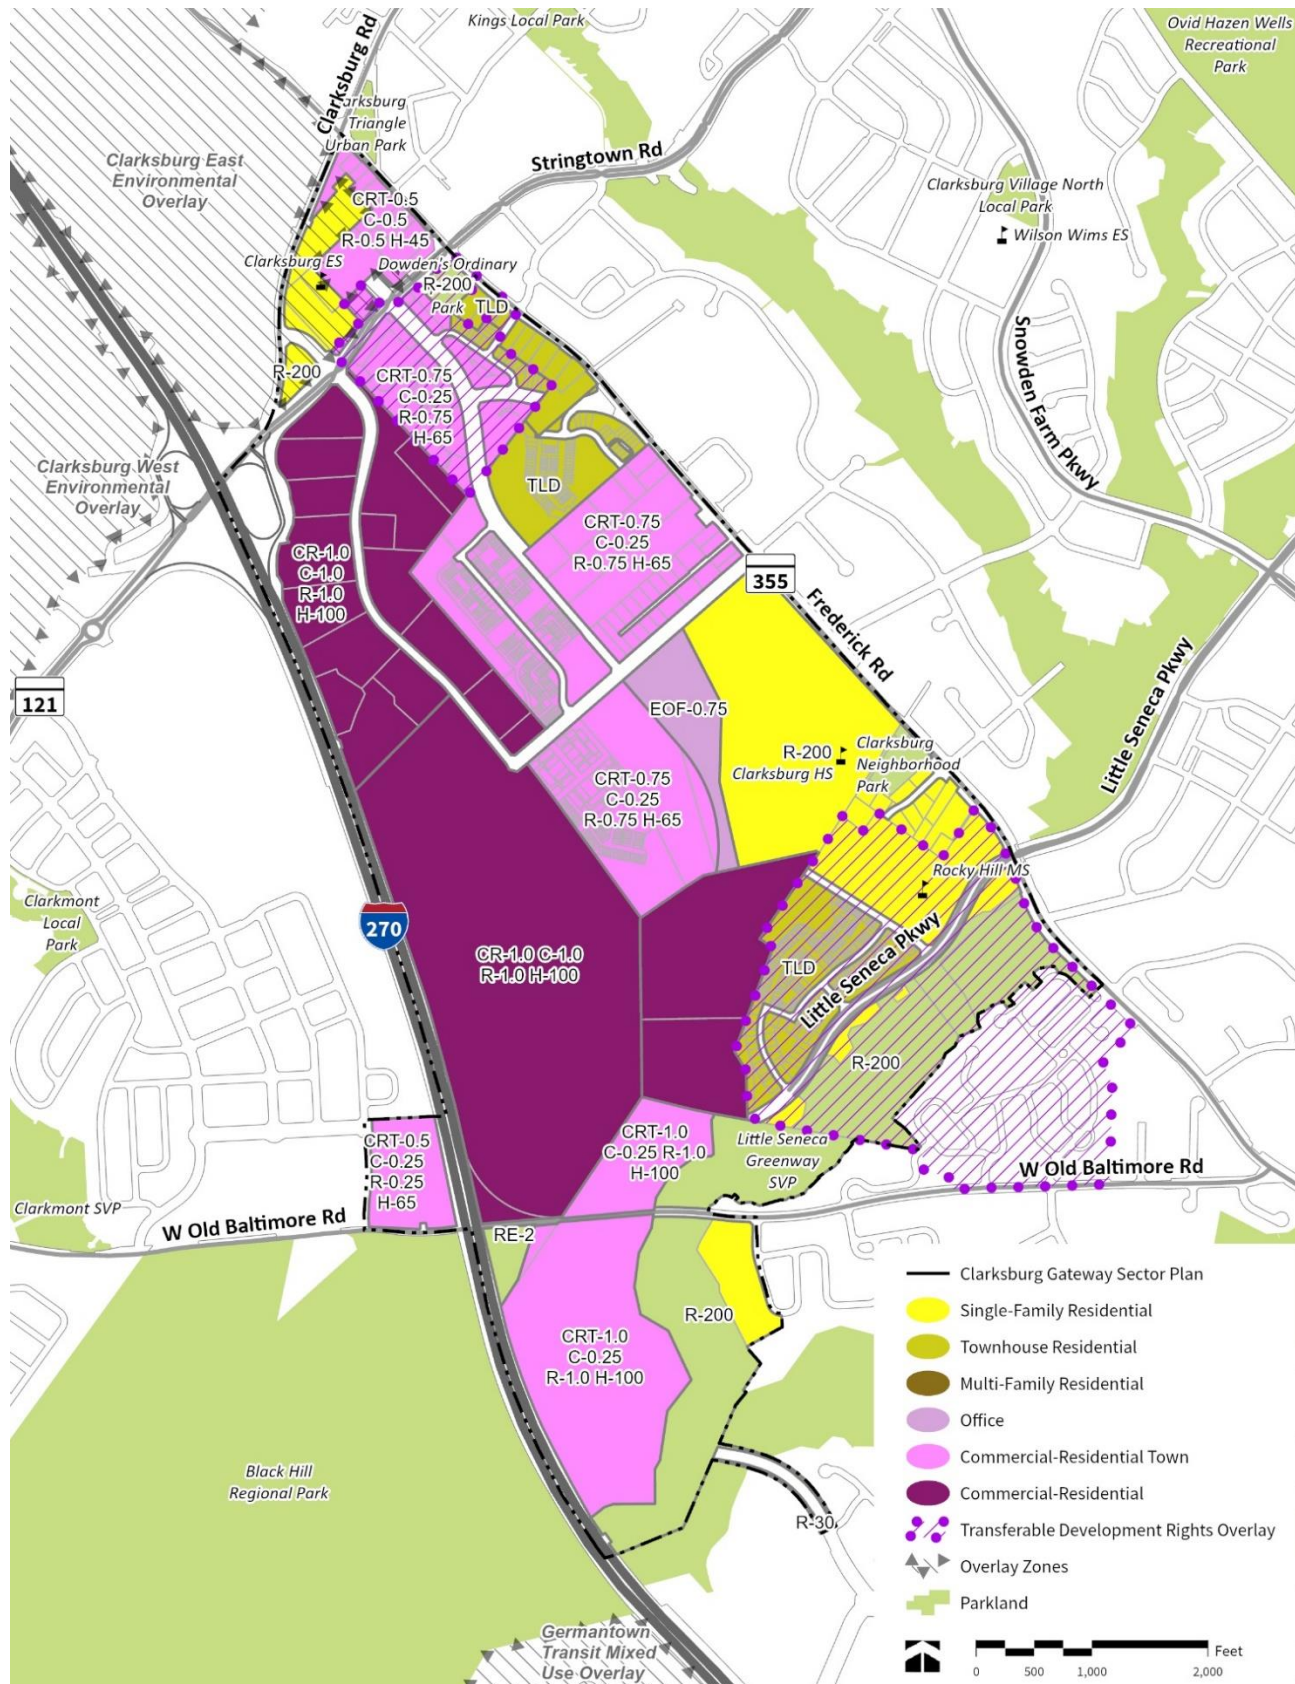 Kings Local Park
Ovid Hazen Wells
Recreational
Park
Clarksburg Rd
arksburg
Triangle
Urban Park
Stringtown Rd
Clarksburg East
Environmental
Overlay
Clarksburg Village North
Local Park
Wilson Wims ES
CRT-0.5
C-0.5
R-0.5 H-45
Clarksburg ES
Dowden's Ordinary
R-200
Park
TLD
Snowden Farm Pkwy
R-200
CRT-0.75
C-0.25
R-0.75
H-65
Clarksburg West
Environmental
Overlay
TLD
CRT-0.75
C-0.25
R-0.75 H-65
CR-1.0
C-1.0
R-1.0
H-100
355
Frederick Rd
Little Seneca Pkwy
121
EOF-0.75
R-200
Clarksburg HS
Clarksburg
Neighborhood
Park
CRT-0.75
C-0.25
R-0.75 H-65
Rocky Hill MS
Clarkmont
Local
Park
270
CR-1.0 C-1.0
R-1.0 H-100
TLD
Little Seneca Pkwy
R-200
CRT-1.0
C-0.25 R-1.0
H-100
Little Seneca
Greenway
SVP
CRT-0.5
C-0.25
R-0.25
H-65
W Old Baltimore Rd
Clarkmont SVP
W Old Baltimore Rd
RE-2
R-200
CRT-1.0
C-0.25
R-1.0 H-100
Black Hill
Regional Park
R-30
Germantown
Transit Mixed
Use Overlay
Clarksburg Gateway Sector Plan
Single-Family Residential
Townhouse Residential
Multi-Family Residential
Office
Commercial-Residential Town
Commercial-Residential
Transferable Development Rights Overlay
Overlay Zones
Parkland
Feet
0 500 1,000 2,000